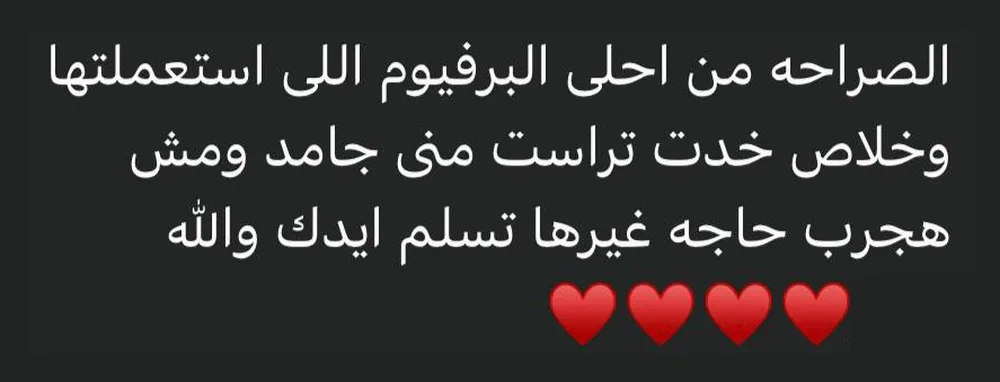 الصراحه من احلى البرفيوم اللى استعملتها
وخلاص خدت تراست منى جامد ومش
هجرب حاجه غيرها تسلم ايدك والله
♥️♥️♥️♥️